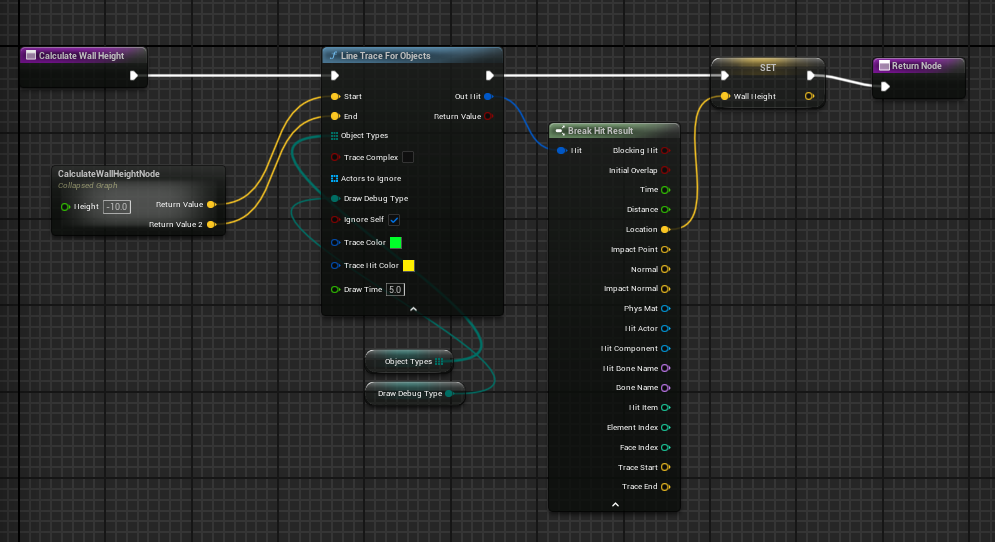 Calculate Wall Height
CalculateWallHeightNode
Collapsed Graph
Height -10.0
Return Value
Return Value 2
Line Trace For Objects
Start
End
Object Types
Trace Complex
Actors to Ignore
Draw Debug Type
Ignore Self
Trace Color
Trace Hit Color
Draw Time 5.0
Out Hit
Return Value
Object Types
Draw Debug Type
Break Hit Result
Hit
Blocking Hit
Initial Overlap
Time
Distance
Location
Impact Point
Normal
Impact Normal
Phys Mat
Hit Actor
Hit Component
Hit Bone Name
Bone Name
Hit Item
Element Index
Face Index
Trace Start
Trace End
SET
Wall Height
Return Node